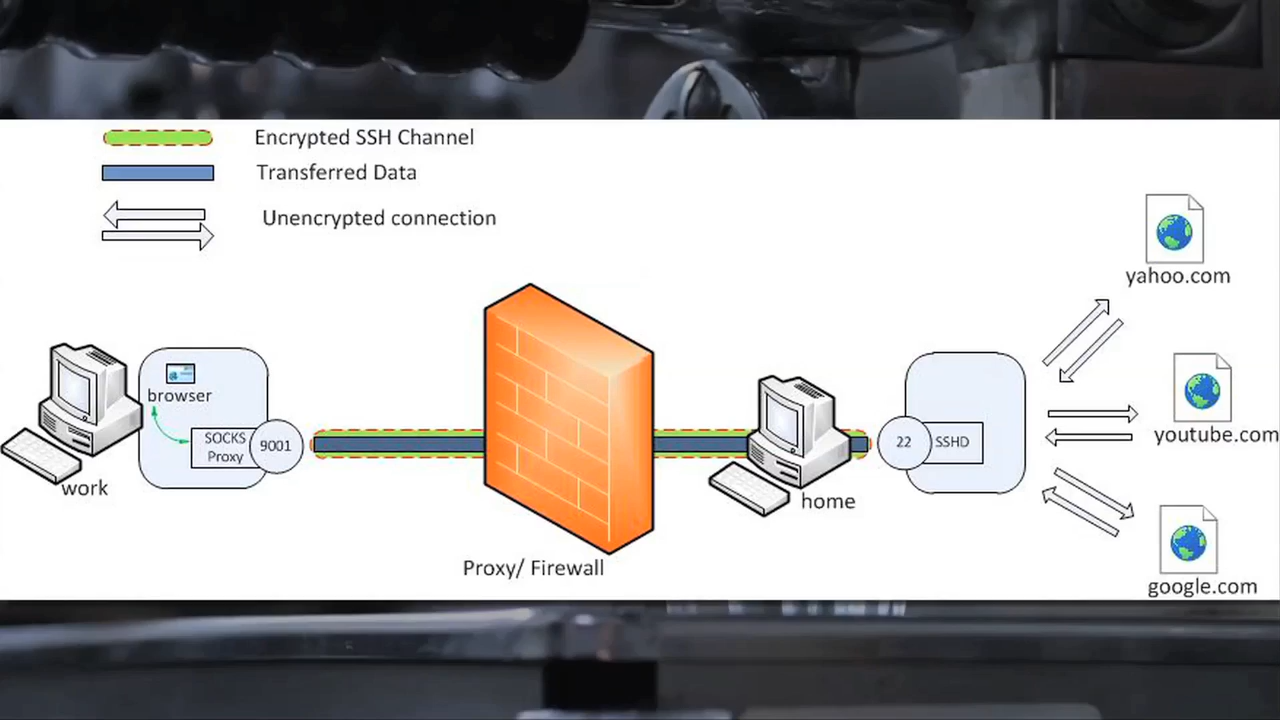 Encrypted SSH Channel
Transferred Data
Unencrypted connection
yahoo.com
browser
SOCKS
Proxy
9001
work
22
SSHD
home
youtube.com
Proxy/ Firewall
google.com